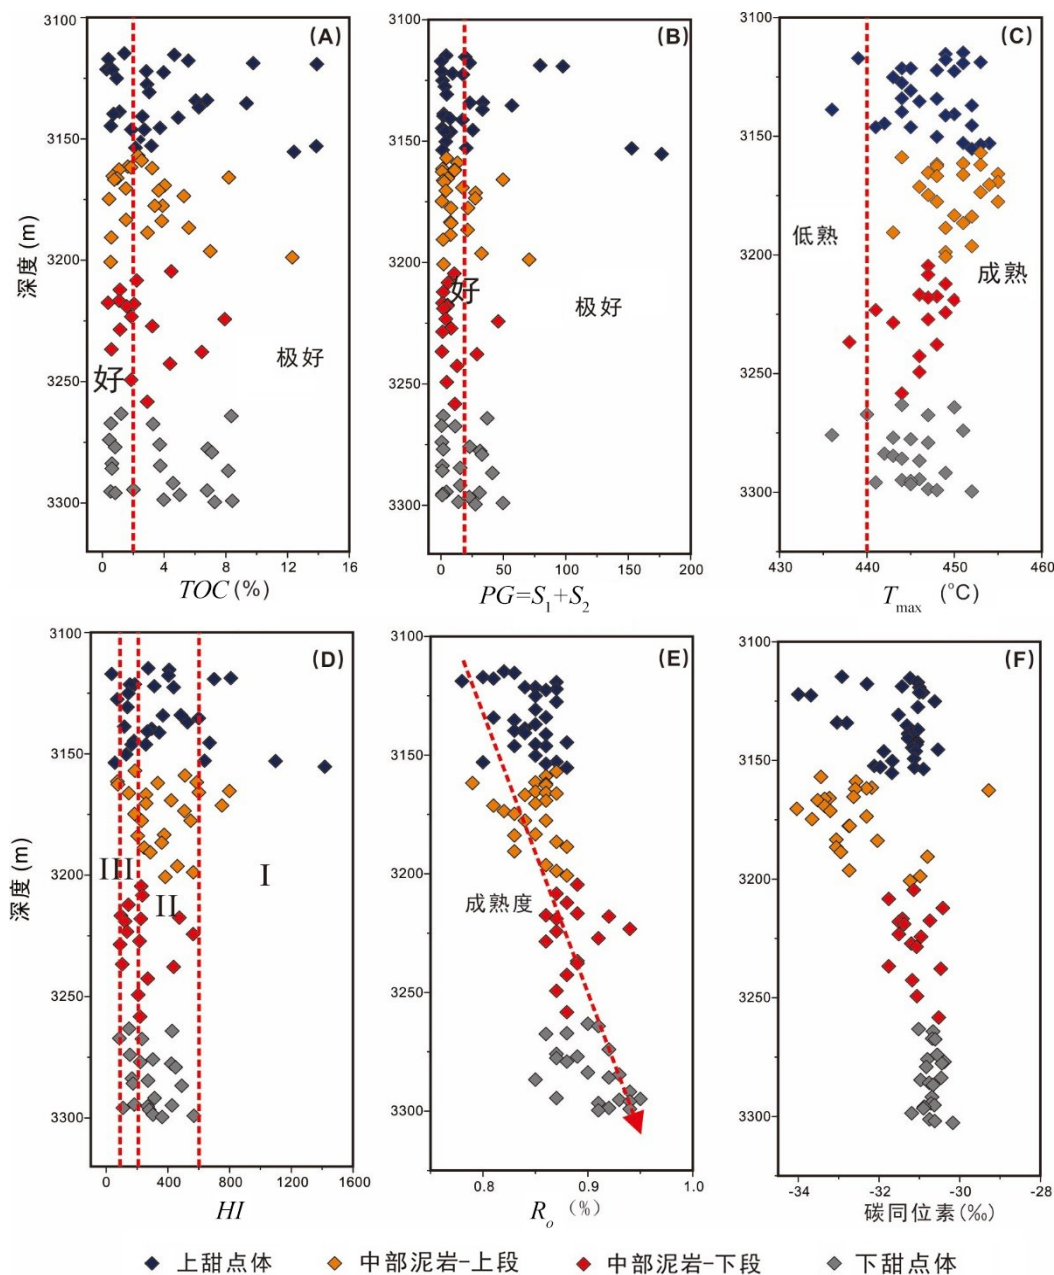 (A)
3100
3150
3200
3250
3300
深度 (m)
好
极好
0 4 8 12 16
TOC (%)
(B)
3100
3150
3200
3250
3300
好
极好
0 50 100 150 200
PG=S₁+S₂
(C)
3100
3150
3200
3250
3300
低熟
成熟
430 440 450 460
Tmax (°C)
(D)
3100
3150
3200
3250
3300
深度 (m)
III
II
I
0 400 800 1200 1600
HI
(E)
3100
3150
3200
3250
3300
成熟度
0.8 0.9 1.0
Ro (%)
(F)
3100
3150
3200
3250
3300
-34 -32 -30 -28
碳同位素(‰)
上甜点体 中部泥岩-上段 中部泥岩-下段 下甜点体